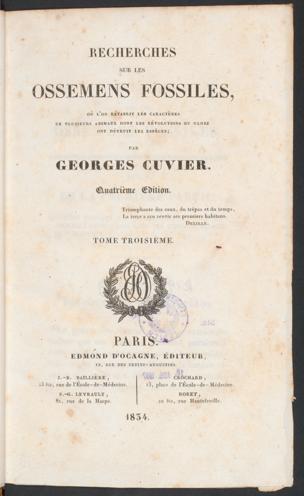 RECHERCHES
SUR LES
OSSEMENS FOSSILES,
OÙ L'ON RÉTABLIT LES CARACTÈRES
DE PLUSIEURS ANIMAUX DONT LES RÉVOLUTIONS DU GLOBE
ONT DÉTRUIT LES ESPÈCES;
PAR
GEORGES CUVIER.
Quatrième Edition.
Triomphante des eaux, du trépas et du temps,
La terre a cru revoir ses premiers habitans.
DELILLE.
TOME TROISIÈME.
PARIS.
EDMOND D'OCAGNE, ÉDITEUR,
12, RUE DES PETITS-AUGUSTINS.
J.-B. BAILLIÈRE,
13 bis, rue de l'École-de-Médecine.
F.-G. LEVRAULT,
81, rue de la Harpe.
CROCHARD,
13, place de l'École-de-Médecine.
RORET,
10 bis, rue Hautefeuille.
1834.